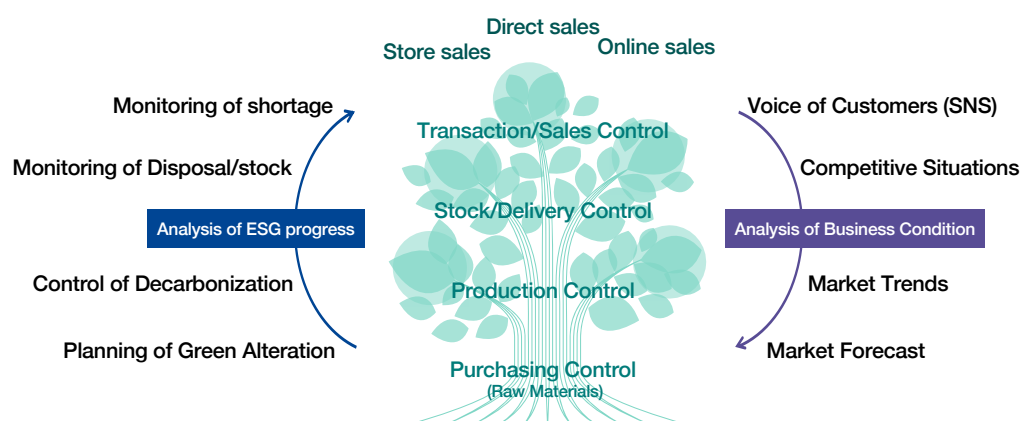 Direct sales
Store sales
Online sales
Monitoring of shortage
Monitoring of Disposal/stock
Analysis of ESG progress
Control of Decarbonization
Planning of Green Alteration
Transaction/Sales Control
Stock/Delivery Control
Production Control
Purchasing Control
(Raw Materials)
Voice of Customers (SNS)
Competitive Situations
Analysis of Business Condition
Market Trends
Market Forecast